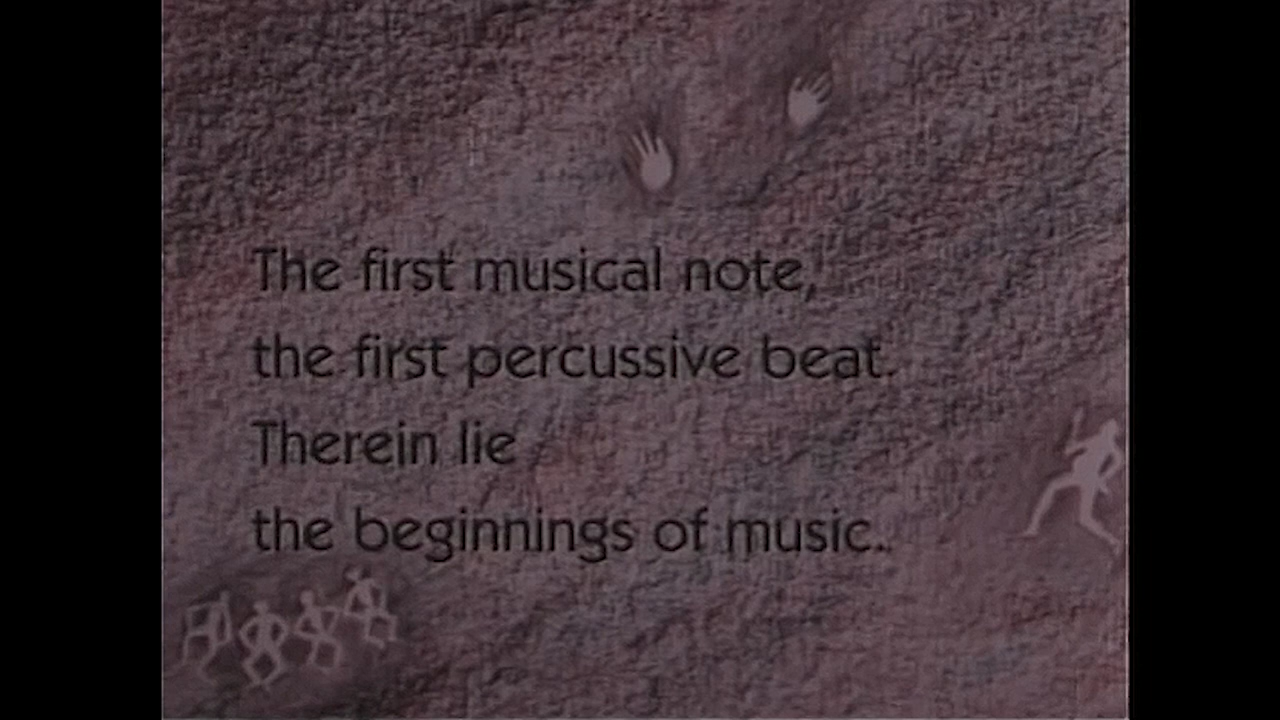 The first musical note,
the first percussive beat.
Therein lie
the beginnings of music.